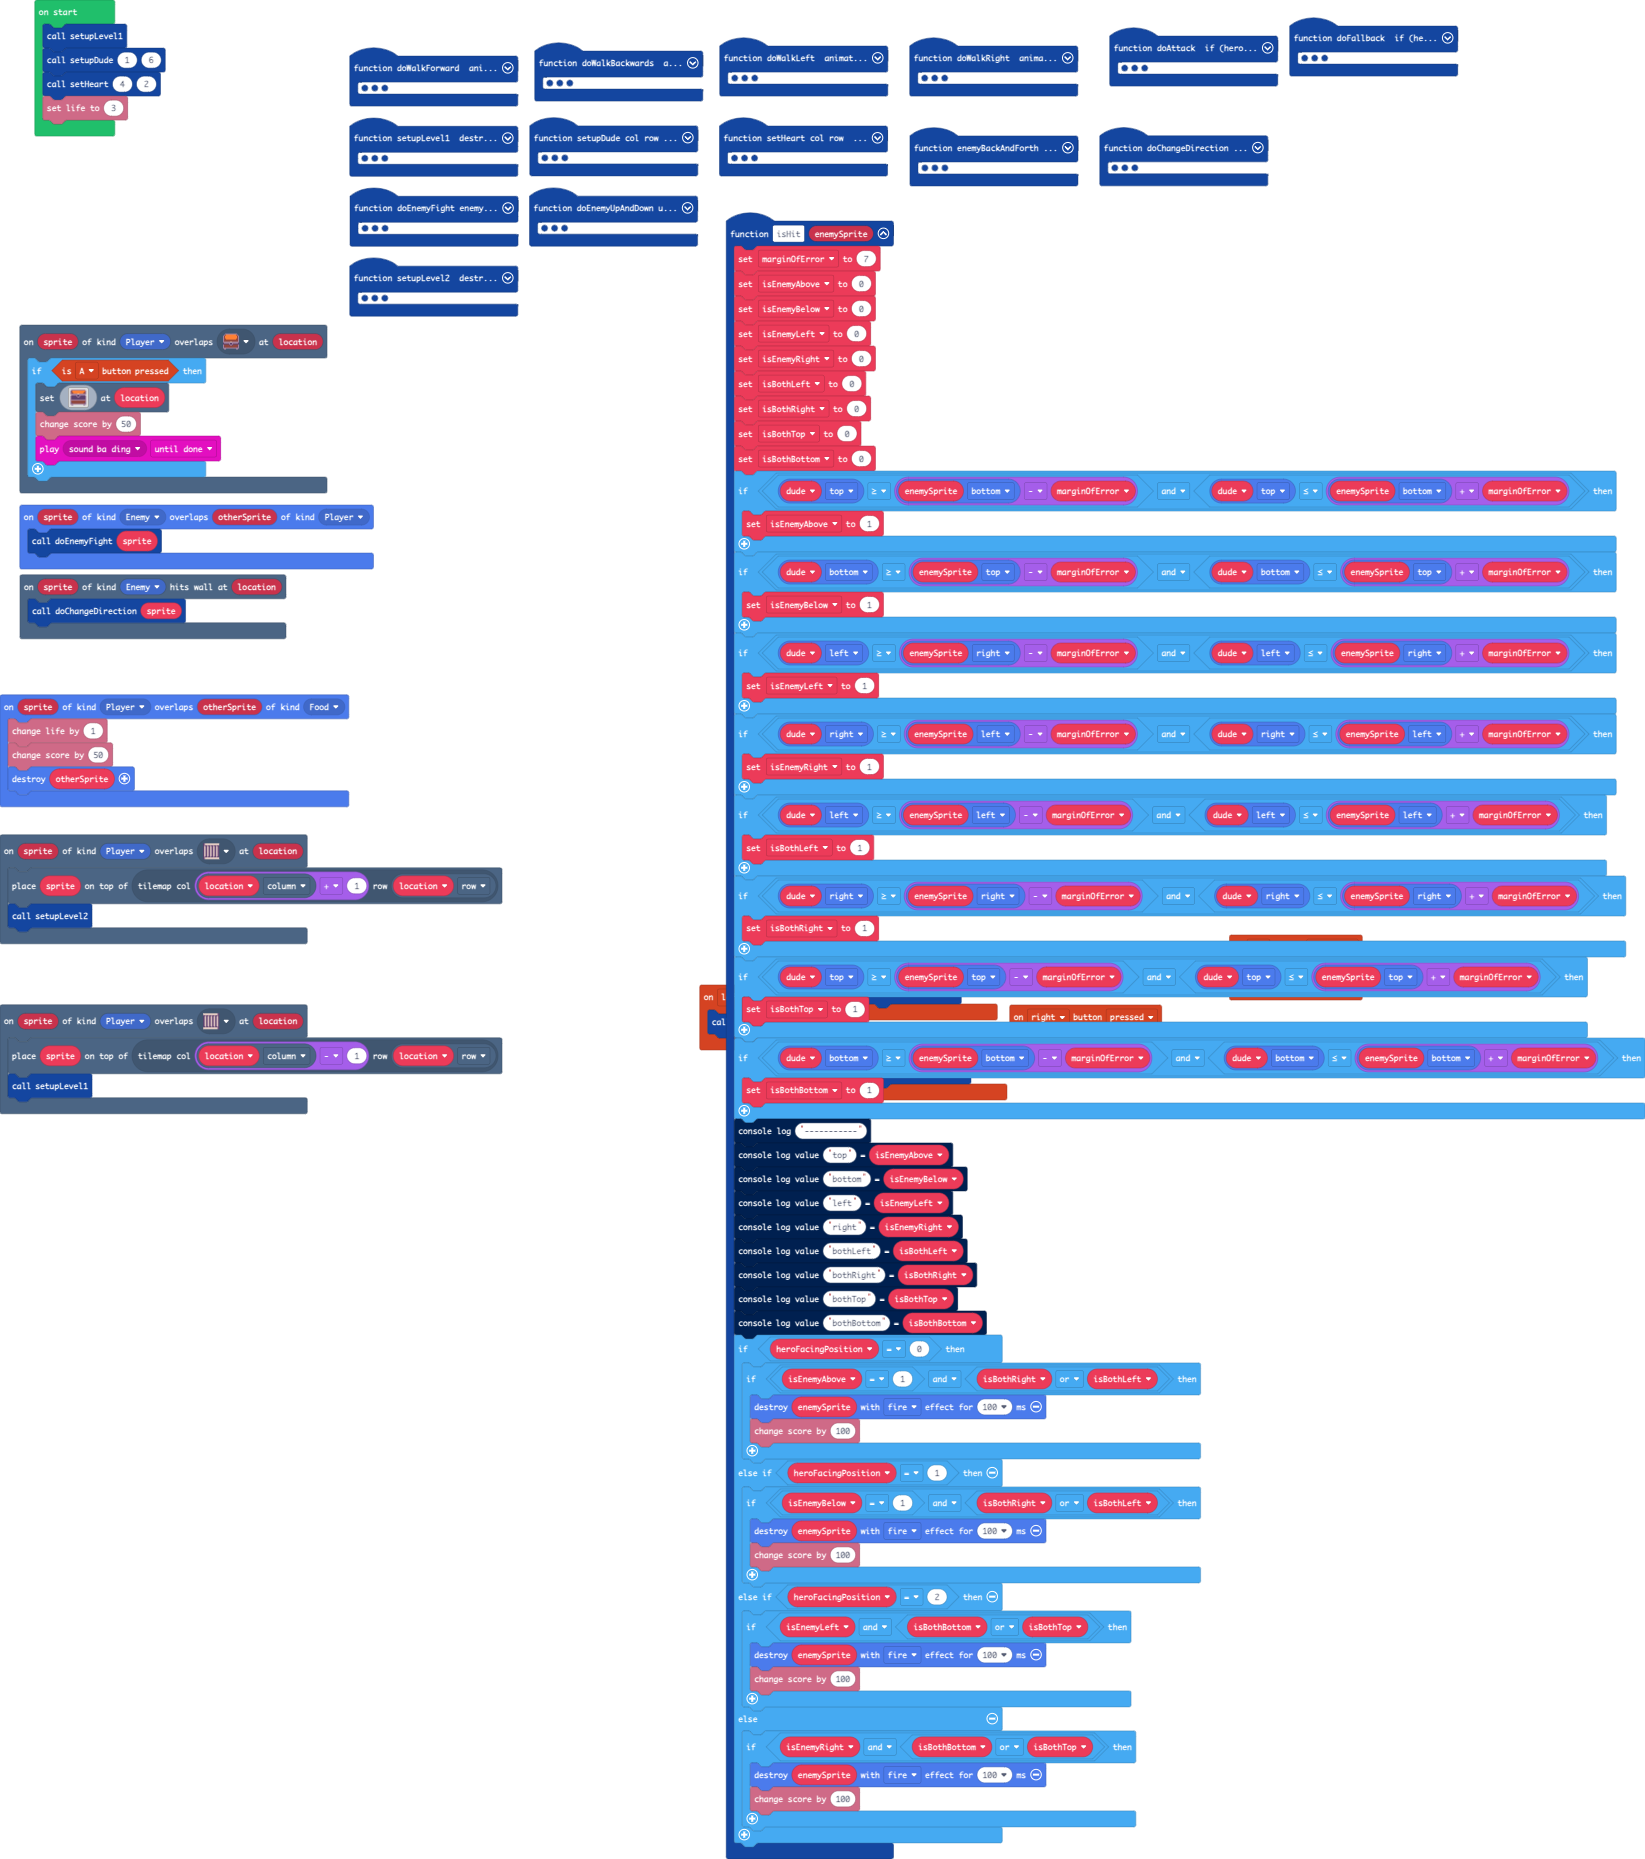 on start
call setupLevel1
call setupDude 1 6
call setHeart 4 2
set life to 3
function doWalkForward ani...
function doWalkBackwards a...
function doWalkLeft animat...
function doWalkRight anima...
function doAttack if (hero...
function doFallback if (he...
function setupLevel1 destr...
function setupDude col row ...
function setHeart col row ...
function enemyBackAndForth ...
function doChangeDirection ...
function doEnemyFight enemy...
function doEnemyUpAndDown u...
function setupLevel2 destr...
on sprite of kind Player overlaps at location
if is A button pressed then
set at location
change score by 50
play sound ba ding until done
on sprite of kind Enemy overlaps otherSprite of kind Player
call doEnemyFight sprite
on sprite of kind Enemy hits wall at location
call doChangeDirection sprite
on sprite of kind Player overlaps otherSprite of kind Food
change life by 1
change score by 50
destroy otherSprite
on sprite of kind Player overlaps at location
place sprite on top of tilemap col location column + 1 row location row
call setupLevel2
on sprite of kind Player overlaps at location
place sprite on top of tilemap col location column - 1 row location row
call setupLevel1
function isHit enemySprite
set marginOfError to 7
set isEnemyAbove to 0
set isEnemyBelow to 0
set isEnemyLeft to 0
set isEnemyRight to 0
set isBothLeft to 0
set isBothRight to 0
set isBothTop to 0
set isBothBottom to 0
if dude top ≥ enemySprite bottom - marginOfError and dude top ≤ enemySprite bottom + marginOfError then
set isEnemyAbove to 1
if dude bottom ≥ enemySprite top - marginOfError and dude bottom ≤ enemySprite top + marginOfError then
set isEnemyBelow to 1
if dude left ≥ enemySprite right - marginOfError and dude left ≤ enemySprite right + marginOfError then
set isEnemyLeft to 1
if dude right ≥ enemySprite left - marginOfError and dude right ≤ enemySprite left + marginOfError then
set isEnemyRight to 1
if dude left ≥ enemySprite left - marginOfError and dude left ≤ enemySprite left + marginOfError then
set isBothLeft to 1
if dude right ≥ enemySprite right - marginOfError and dude right ≤ enemySprite right + marginOfError then
set isBothRight to 1
if dude top ≥ enemySprite top - marginOfError and dude top ≤ enemySprite top + marginOfError then
on l
set isBothTop to 1
on right button pressed
cal
if dude bottom ≥ enemySprite bottom - marginOfError and dude bottom ≤ enemySprite bottom + marginOfError then
set isBothBottom to 1
console log "-----------"
console log value "top" = isEnemyAbove
console log value "bottom" = isEnemyBelow
console log value "left" = isEnemyLeft
console log value "right" = isEnemyRight
console log value "bothLeft" = isBothLeft
console log value "bothRight" = isBothRight
console log value "bothTop" = isBothTop
console log value "bothBottom" = isBothBottom
if heroFacingPosition = 0 then
if isEnemyAbove = 1 and isBothRight or isBothLeft then
destroy enemySprite with fire effect for 100 ms
change score by 100
else if heroFacingPosition = 1 then
if isEnemyBelow = 1 and isBothRight or isBothLeft then
destroy enemySprite with fire effect for 100 ms
change score by 100
else if heroFacingPosition = 2 then
if isEnemyLeft and isBothBottom or isBothTop then
destroy enemySprite with fire effect for 100 ms
change score by 100
else
if isEnemyRight and isBothBottom or isBothTop then
destroy enemySprite with fire effect for 100 ms
change score by 100